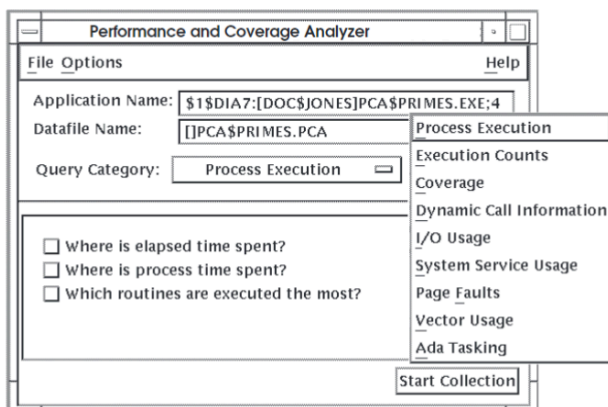 Performance and Coverage Analyzer
File Options Help
Application Name: $1$DIA7:[DOC$JONES]PCA$PRIMES.EXE;4
Datafile Name: []PCA$PRIMES.PCA
Query Category: Process Execution
Process Execution
Execution Counts
Coverage
Dynamic Call Information
I/O Usage
System Service Usage
Page Faults
Vector Usage
Ada Tasking
Where is elapsed time spent?
Where is process time spent?
Which routines are executed the most?
Start Collection